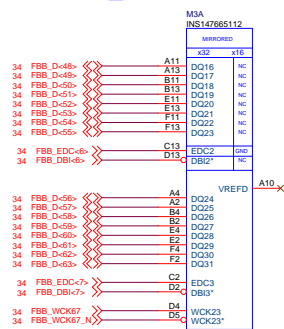 M3A
INS147665112
MIRRORED
x32 x16
34 FBB_D<48> A11 DQ16 NC
34 FBB_D<49> A13 DQ17 NC
34 FBB_D<50> B11 DQ18 NC
34 FBB_D<51> B13 DQ19 NC
34 FBB_D<52> E11 DQ20 NC
34 FBB_D<53> E13 DQ21 NC
34 FBB_D<54> F11 DQ22 NC
34 FBB_D<55> F13 DQ23 NC
34 FBB_EDC<6> C13 EDC2 GND
34 FBB_DBI<6> D13 DBI2* NC
VREFD A10
34 FBB_D<56> A4 DQ24
34 FBB_D<57> A2 DQ25
34 FBB_D<58> B4 DQ26
34 FBB_D<59> B2 DQ27
34 FBB_D<60> E4 DQ28
34 FBB_D<61> E2 DQ29
34 FBB_D<62> F4 DQ30
34 FBB_D<63> F2 DQ31
34 FBB_EDC<7> C2 EDC3
34 FBB_DBI<7> D2 DBI3*
34 FBB_WCK67 D4 WCK23
34 FBB_WCK67_N D5 WCK23*